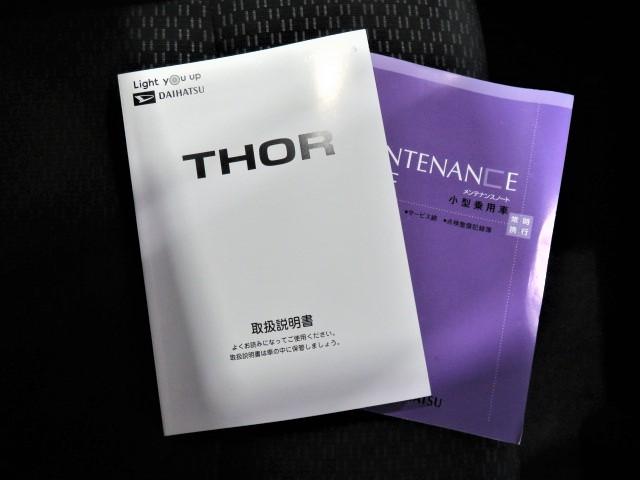 Light you up
DAIHATSU
THOR
取扱説明書
よくお読みになってご使用ください。
取扱説明書は車の中に保管しましょう。
NTENANCE
メンテナンスノート
小型乗用車
●サービス網 ●点検整備記録簿
常時
携行